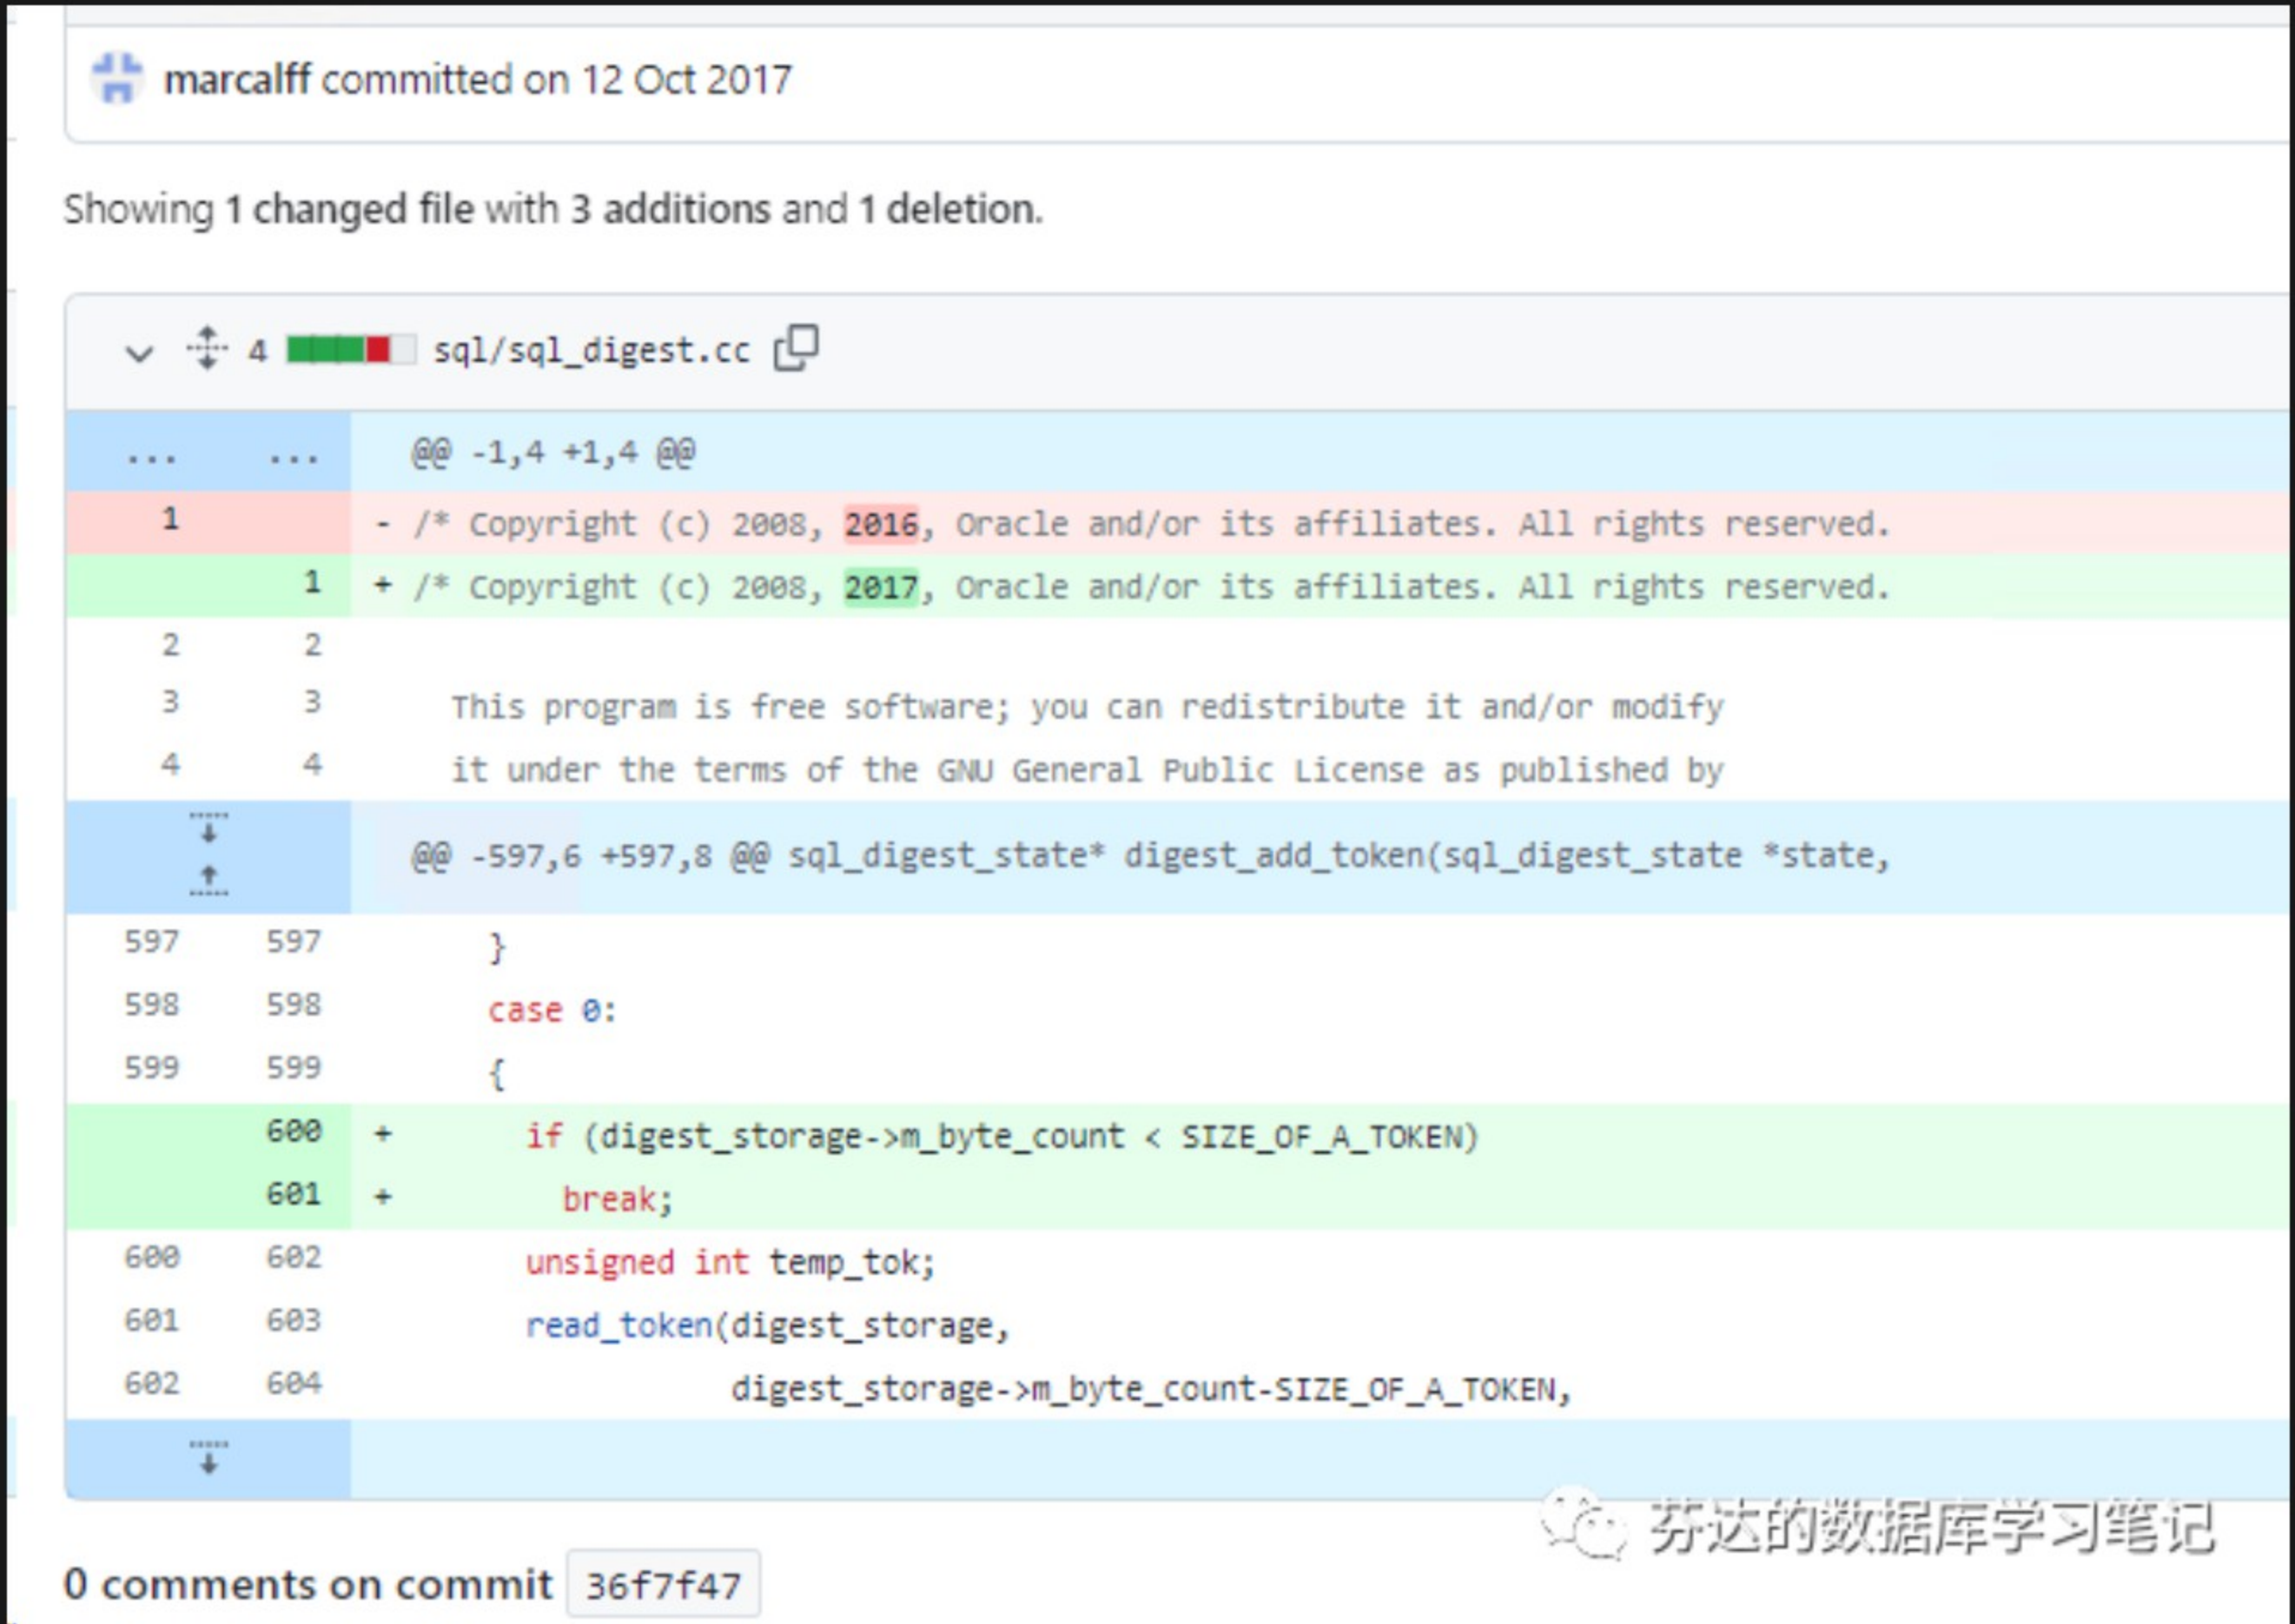 marcalff committed on 12 Oct 2017
Showing 1 changed file with 3 additions and 1 deletion.
4 sql/sql_digest.cc
... ... @@ -1,4 +1,4 @@
1 - /* Copyright (c) 2008, 2016, Oracle and/or its affiliates. All rights reserved.
1 + /* Copyright (c) 2008, 2017, Oracle and/or its affiliates. All rights reserved.
2 2
3 3 This program is free software; you can redistribute it and/or modify
4 4 it under the terms of the GNU General Public License as published by
@@ -597,6 +597,8 @@ sql_digest_state* digest_add_token(sql_digest_state *state,
597 597 }
598 598 case 0:
599 599 {
600 + if (digest_storage->m_byte_count < SIZE_OF_A_TOKEN)
601 + break;
600 602 unsigned int temp_tok;
601 603 read_token(digest_storage,
602 604 digest_storage->m_byte_count-SIZE_OF_A_TOKEN,
芬达的数据库学习笔记
0 comments on commit 36f7f47